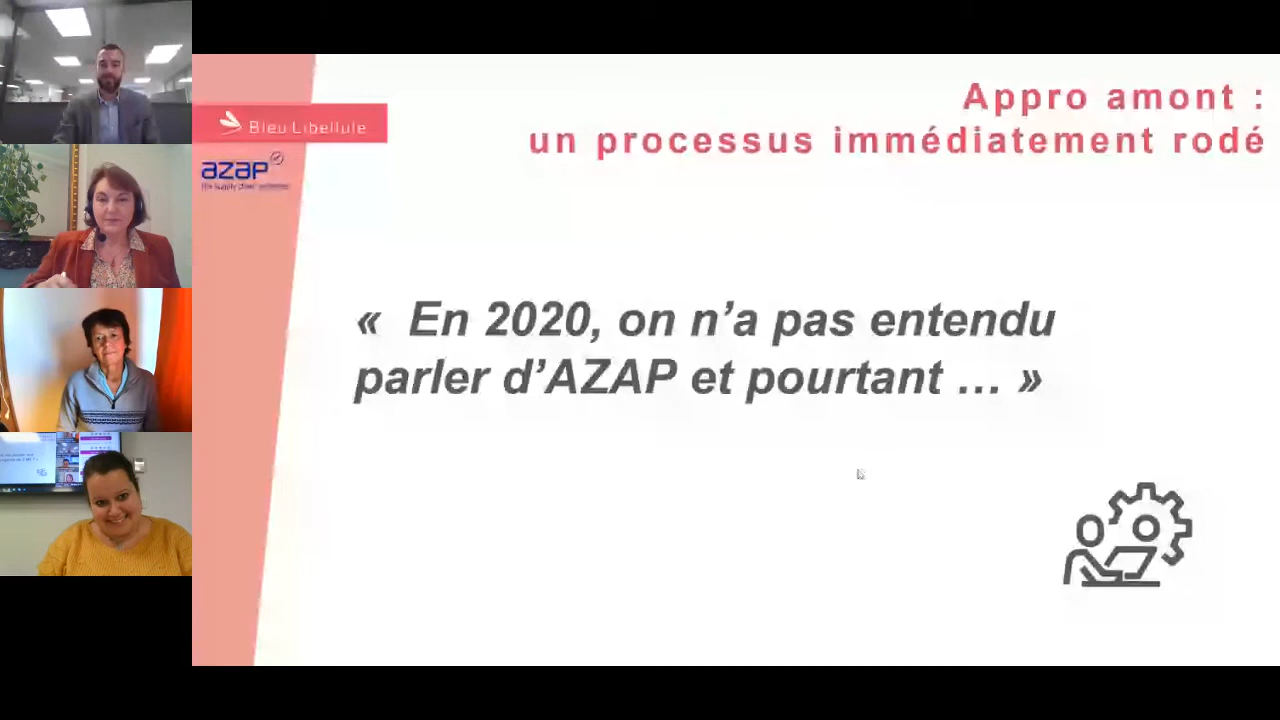 Appro amont :
un processus immédiatement rodé
Bleu Libellule
azap
« En 2020, on n’a pas entendu
parler d’AZAP et pourtant … »